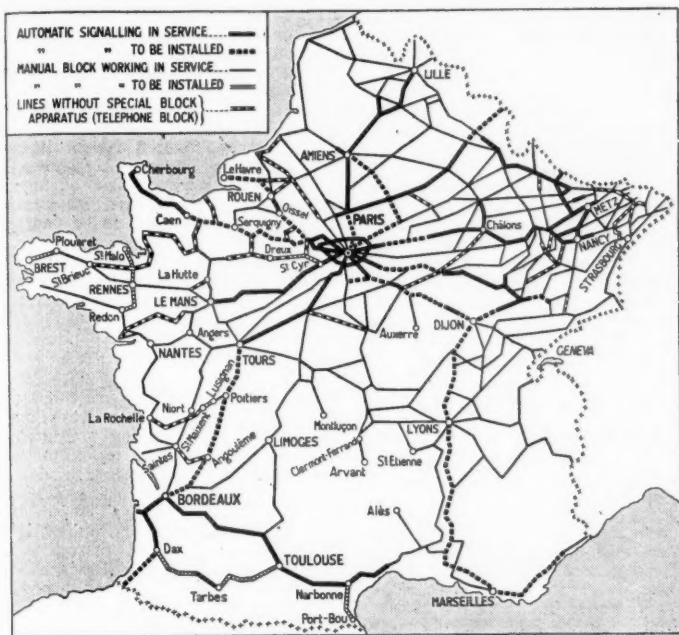 AUTOMATIC SIGNALLING IN SERVICE
" " TO BE INSTALLED
MANUAL BLOCK WORKING IN SERVICE
" " " TO BE INSTALLED
LINES WITHOUT SPECIAL BLOCK
APPARATUS (TELEPHONE BLOCK)
LILLE
AMIENS
Cherbourg
Le Havre
ROUEN
Oissel
Caen
Serquigny
PARIS
Châlons
METZ
NANCY
STRASBOURG
Dreux
St Cyr
Plouaret
BREST
St Brieuc
St Malo
RENNES
La Hutte
LE MANS
Redon
Angers
NANTES
TOURS
Auxerre
DIJON
GENEVA
Lusignan
Niort
Poitiers
La Rochelle
St Maixent
Saintes
Angoulême
LIMOGES
Montluçon
Clermont-Ferrand
Arvant
LYONS
St Etienne
BORDEAUX
Alès
Dax
TOULOUSE
Tarbes
Narbonne
MARSEILLES
Port-Bou